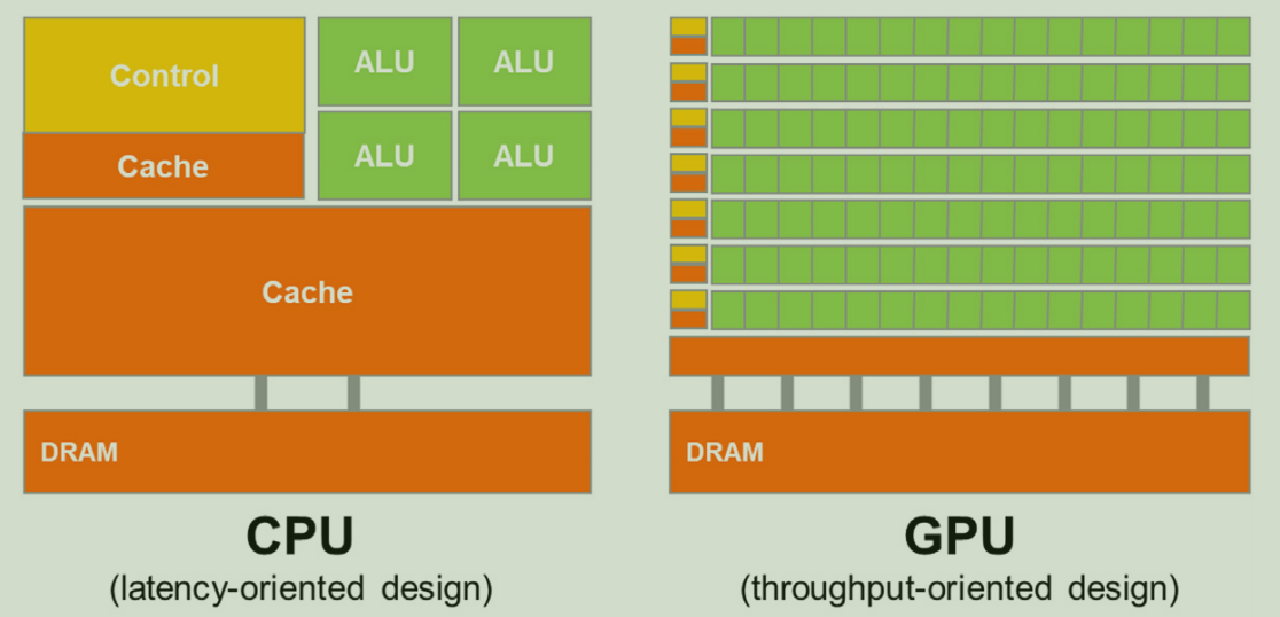 Control
ALU
ALU
Cache
ALU
ALU
Cache
DRAM
CPU
(latency-oriented design)
DRAM
GPU
(throughput-oriented design)